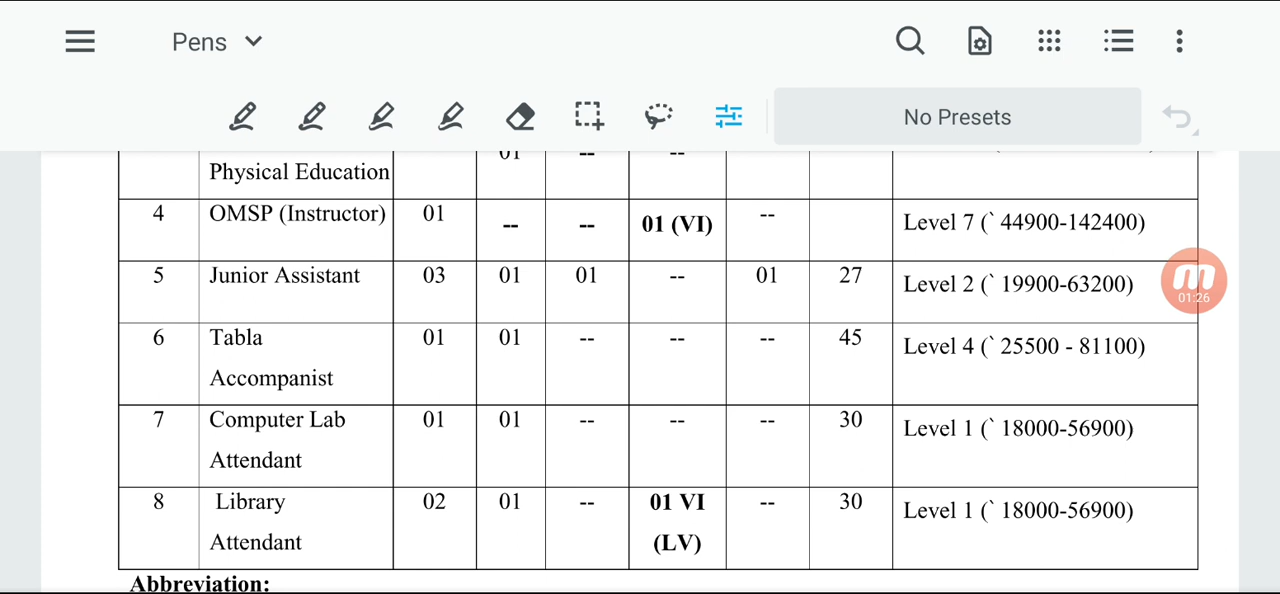 Pens
No Presets
Physical Education 01 -- --
4 OMSP (Instructor) 01 -- -- 01 (VI) -- Level 7 (` 44900-142400)
5 Junior Assistant 03 01 01 -- 01 27 Level 2 (` 19900-63200)
01:26
6 Tabla 01 01 -- -- -- 45 Level 4 (` 25500 - 81100)
Accompanist
7 Computer Lab 01 01 -- -- -- 30 Level 1 (` 18000-56900)
Attendant
8 Library 02 01 -- 01 VI -- 30 Level 1 (` 18000-56900)
Attendant (LV)
Abbreviation: